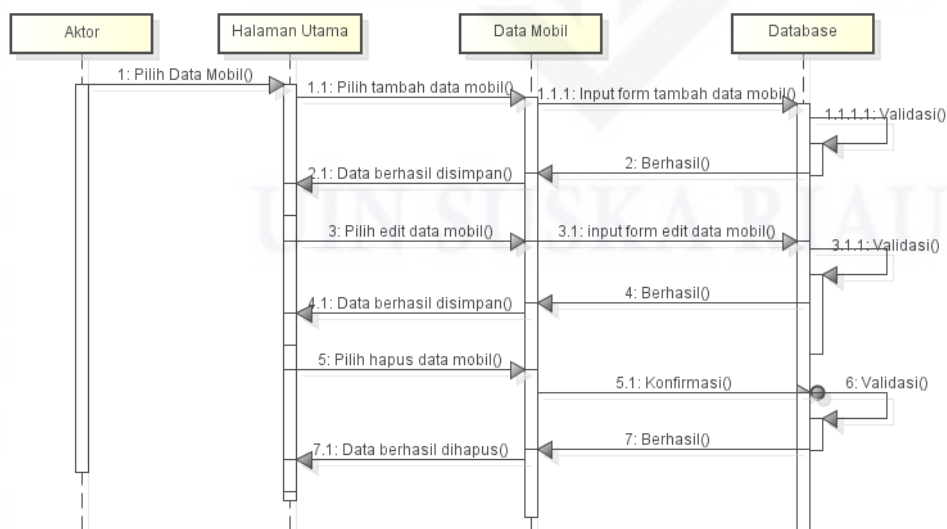 Aktor
Halaman Utama
Data Mobil
Database
1: Pilih Data Mobil()
1.1: Pilih tambah data mobil()
1.1.1: Input form tambah data mobil()
1.1.1.1: Validasi()
2: Berhasil()
2.1: Data berhasil disimpan()
UIN SUSKA RIAU
3: Pilih edit data mobil()
3.1: input form edit data mobil()
3.1.1: Validasi()
4: Berhasil()
4.1: Data berhasil disimpan()
5: Pilih hapus data mobil()
5.1: Konfirmasi()
6: Validasi()
7: Berhasil()
7.1: Data berhasil dihapus()